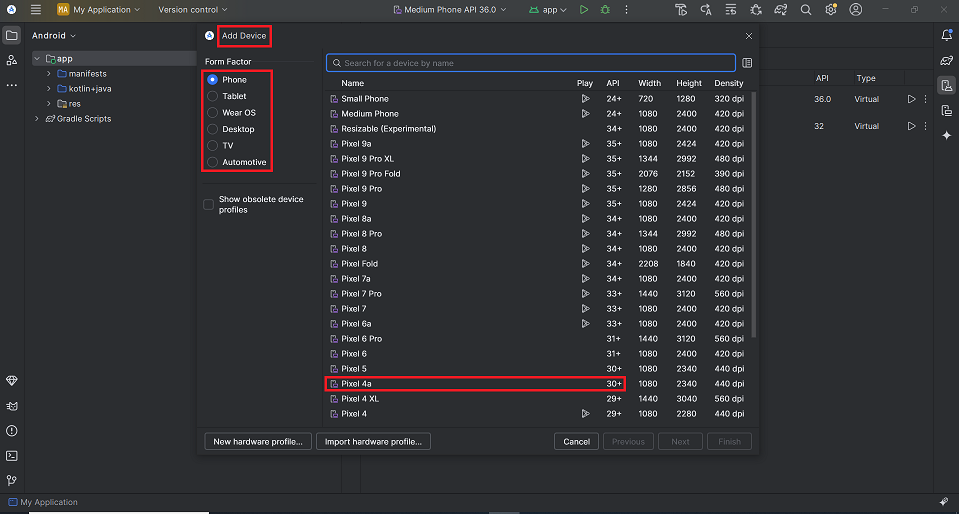 MA My Application Version control Medium Phone API 36.0 app
Android
app
manifests
kotlin+java
res
Gradle Scripts
Add Device
Form Factor
Phone
Tablet
Wear OS
Desktop
TV
Automotive
Show obsolete device
profiles
Search for a device by name
Name Play API Width Height Density
Small Phone 24+ 720 1280 320 dpi
Medium Phone 24+ 1080 2400 420 dpi
Resizable (Experimental) 34+ 1080 2400 420 dpi
Pixel 9a 35+ 1080 2424 420 dpi
Pixel 9 Pro XL 35+ 1344 2992 480 dpi
Pixel 9 Pro Fold 35+ 2076 2152 390 dpi
Pixel 9 Pro 35+ 1280 2856 480 dpi
Pixel 9 35+ 1080 2424 420 dpi
Pixel 8a 34+ 1080 2400 420 dpi
Pixel 8 Pro 34+ 1344 2992 480 dpi
Pixel 8 34+ 1080 2400 420 dpi
Pixel Fold 34+ 2208 1840 420 dpi
Pixel 7a 34+ 1080 2400 420 dpi
Pixel 7 Pro 33+ 1440 3120 560 dpi
Pixel 7 33+ 1080 2400 420 dpi
Pixel 6a 33+ 1080 2400 420 dpi
Pixel 6 Pro 31+ 1440 3120 560 dpi
Pixel 6 31+ 1080 2400 420 dpi
Pixel 5 30+ 1080 2340 440 dpi
Pixel 4a 30+ 1080 2340 440 dpi
Pixel 4 XL 29+ 1440 3040 560 dpi
Pixel 4 29+ 1080 2280 440 dpi
New hardware profile... Import hardware profile... Cancel Previous Next Finish
API Type
36.0 Virtual
32 Virtual
My Application